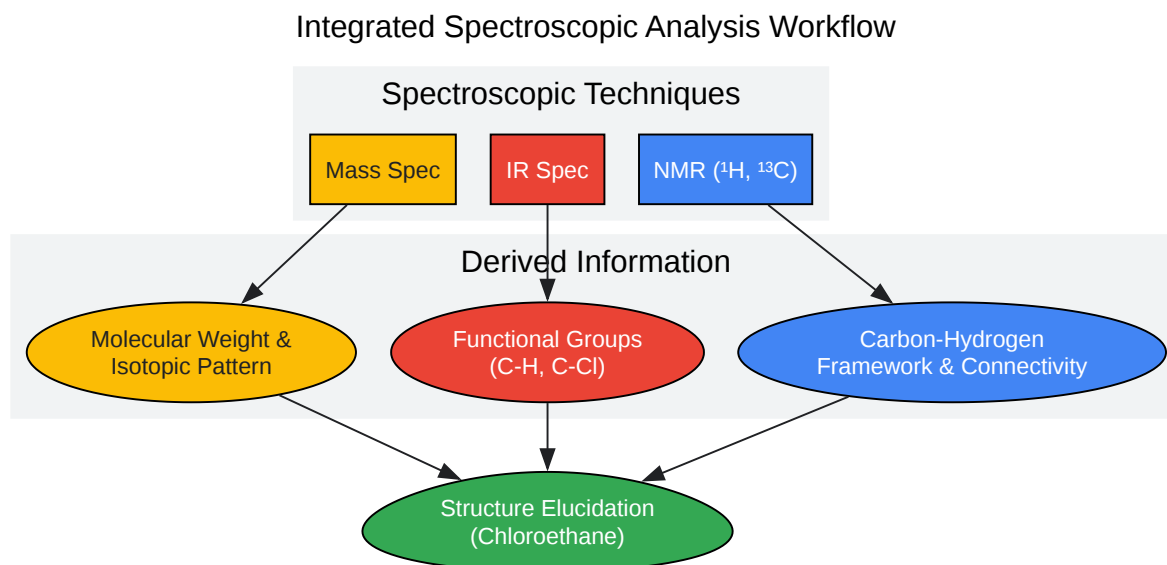 Integrated Spectroscopic Analysis Workflow
Spectroscopic Techniques
Mass Spec
IR Spec
NMR (¹H, ¹³C)
Derived Information
Molecular Weight &
Isotopic Pattern
Functional Groups
(C-H, C-Cl)
Carbon-Hydrogen
Framework & Connectivity
Structure Elucidation
(Chloroethane)